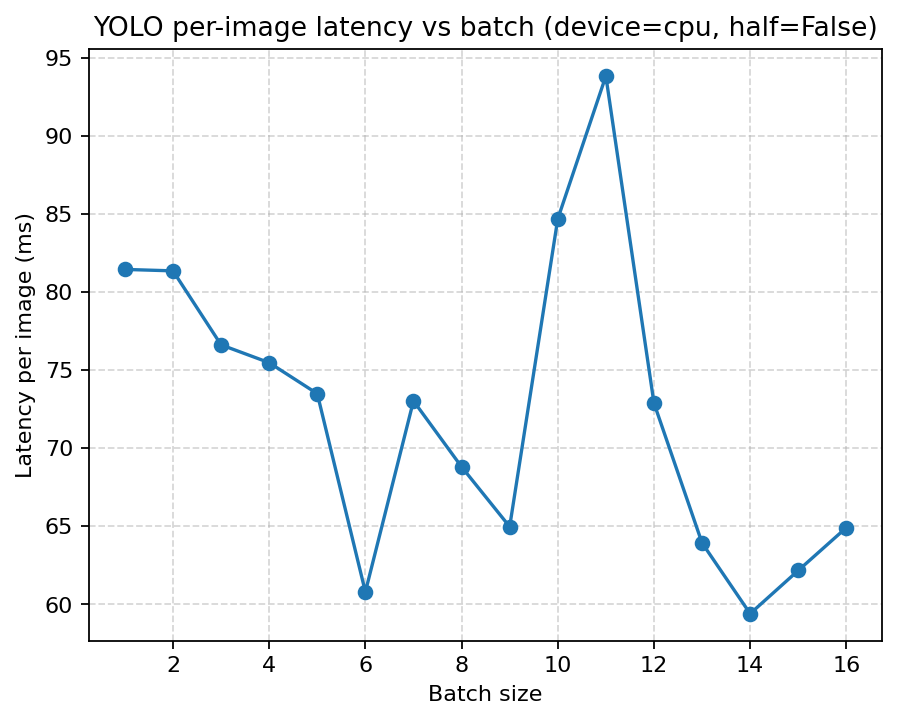 YOLO per-image latency vs batch (device=cpu, half=False)
Latency per image (ms)
95
90
85
80
75
70
65
60
2 4 6 8 10 12 14 16
Batch size